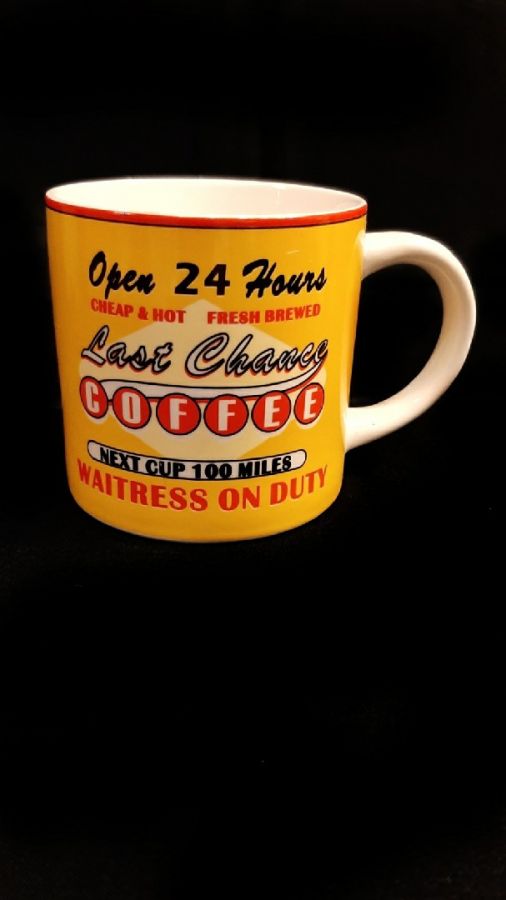 Open 24 Hours
CHEAP & HOT FRESH BREWED
Last Chance
COFFEE
NEXT CUP 100 MILES
WAITRESS ON DUTY